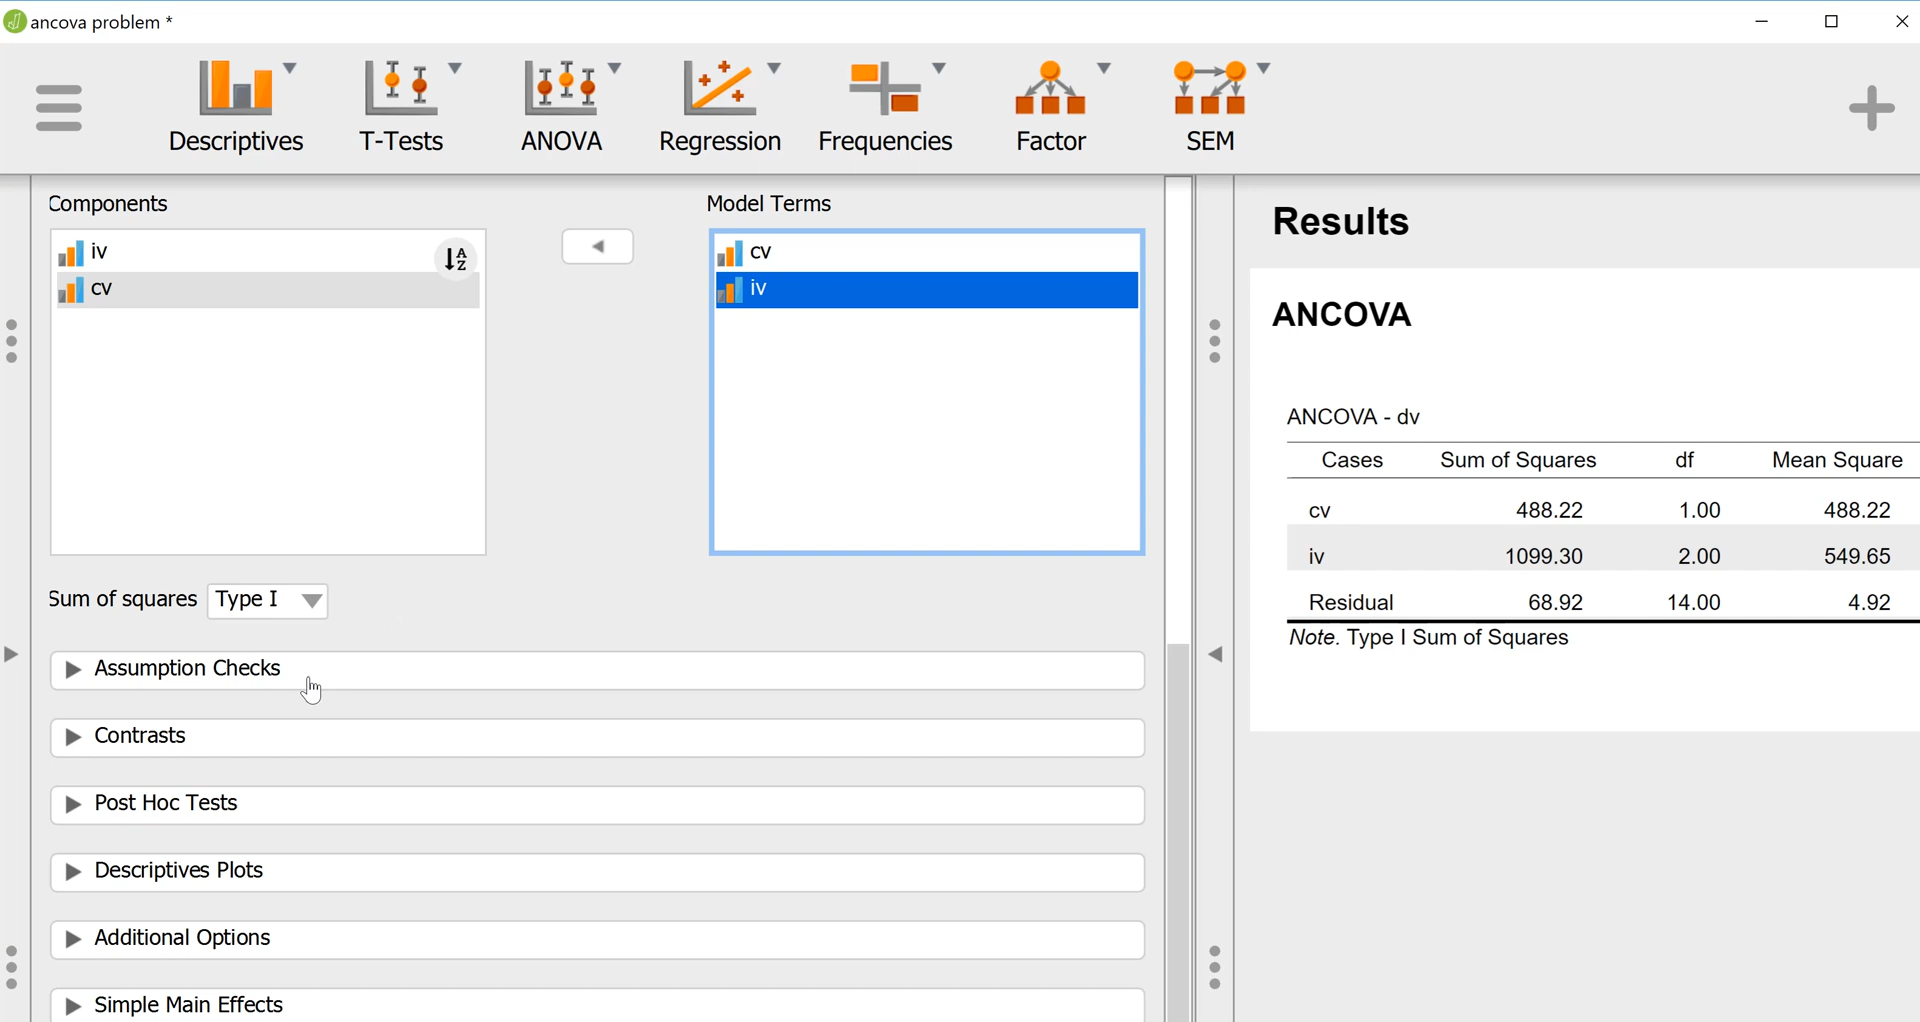 ancova problem *
Descriptives T-Tests ANOVA Regression Frequencies Factor SEM
Components
iv
cv
Model Terms
cv
iv
Sum of squares Type I
Assumption Checks
Contrasts
Post Hoc Tests
Descriptives Plots
Additional Options
Simple Main Effects
Results
ANCOVA
ANCOVA - dv
Cases Sum of Squares df Mean Square
cv 488.22 1.00 488.22
iv 1099.30 2.00 549.65
Residual 68.92 14.00 4.92
Note. Type I Sum of Squares